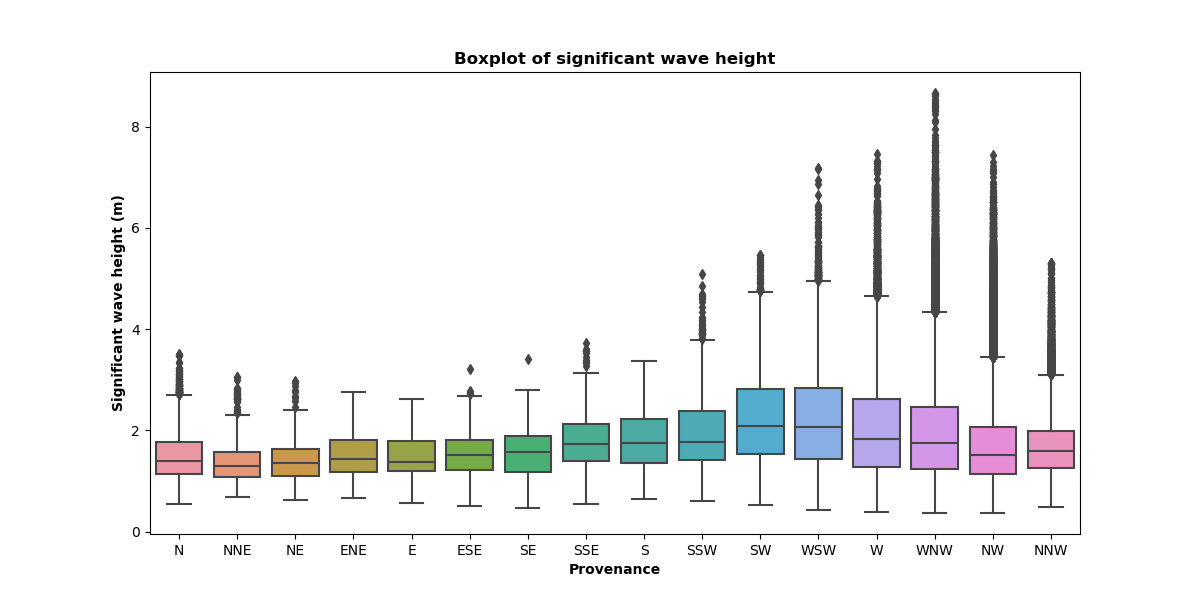 Boxplot of significant wave height
Significant wave height (m)
8
6
4
2
0
N NNE NE ENE E ESE SE SSE S SSW SW WSW W WNW NW NNW
Provenance